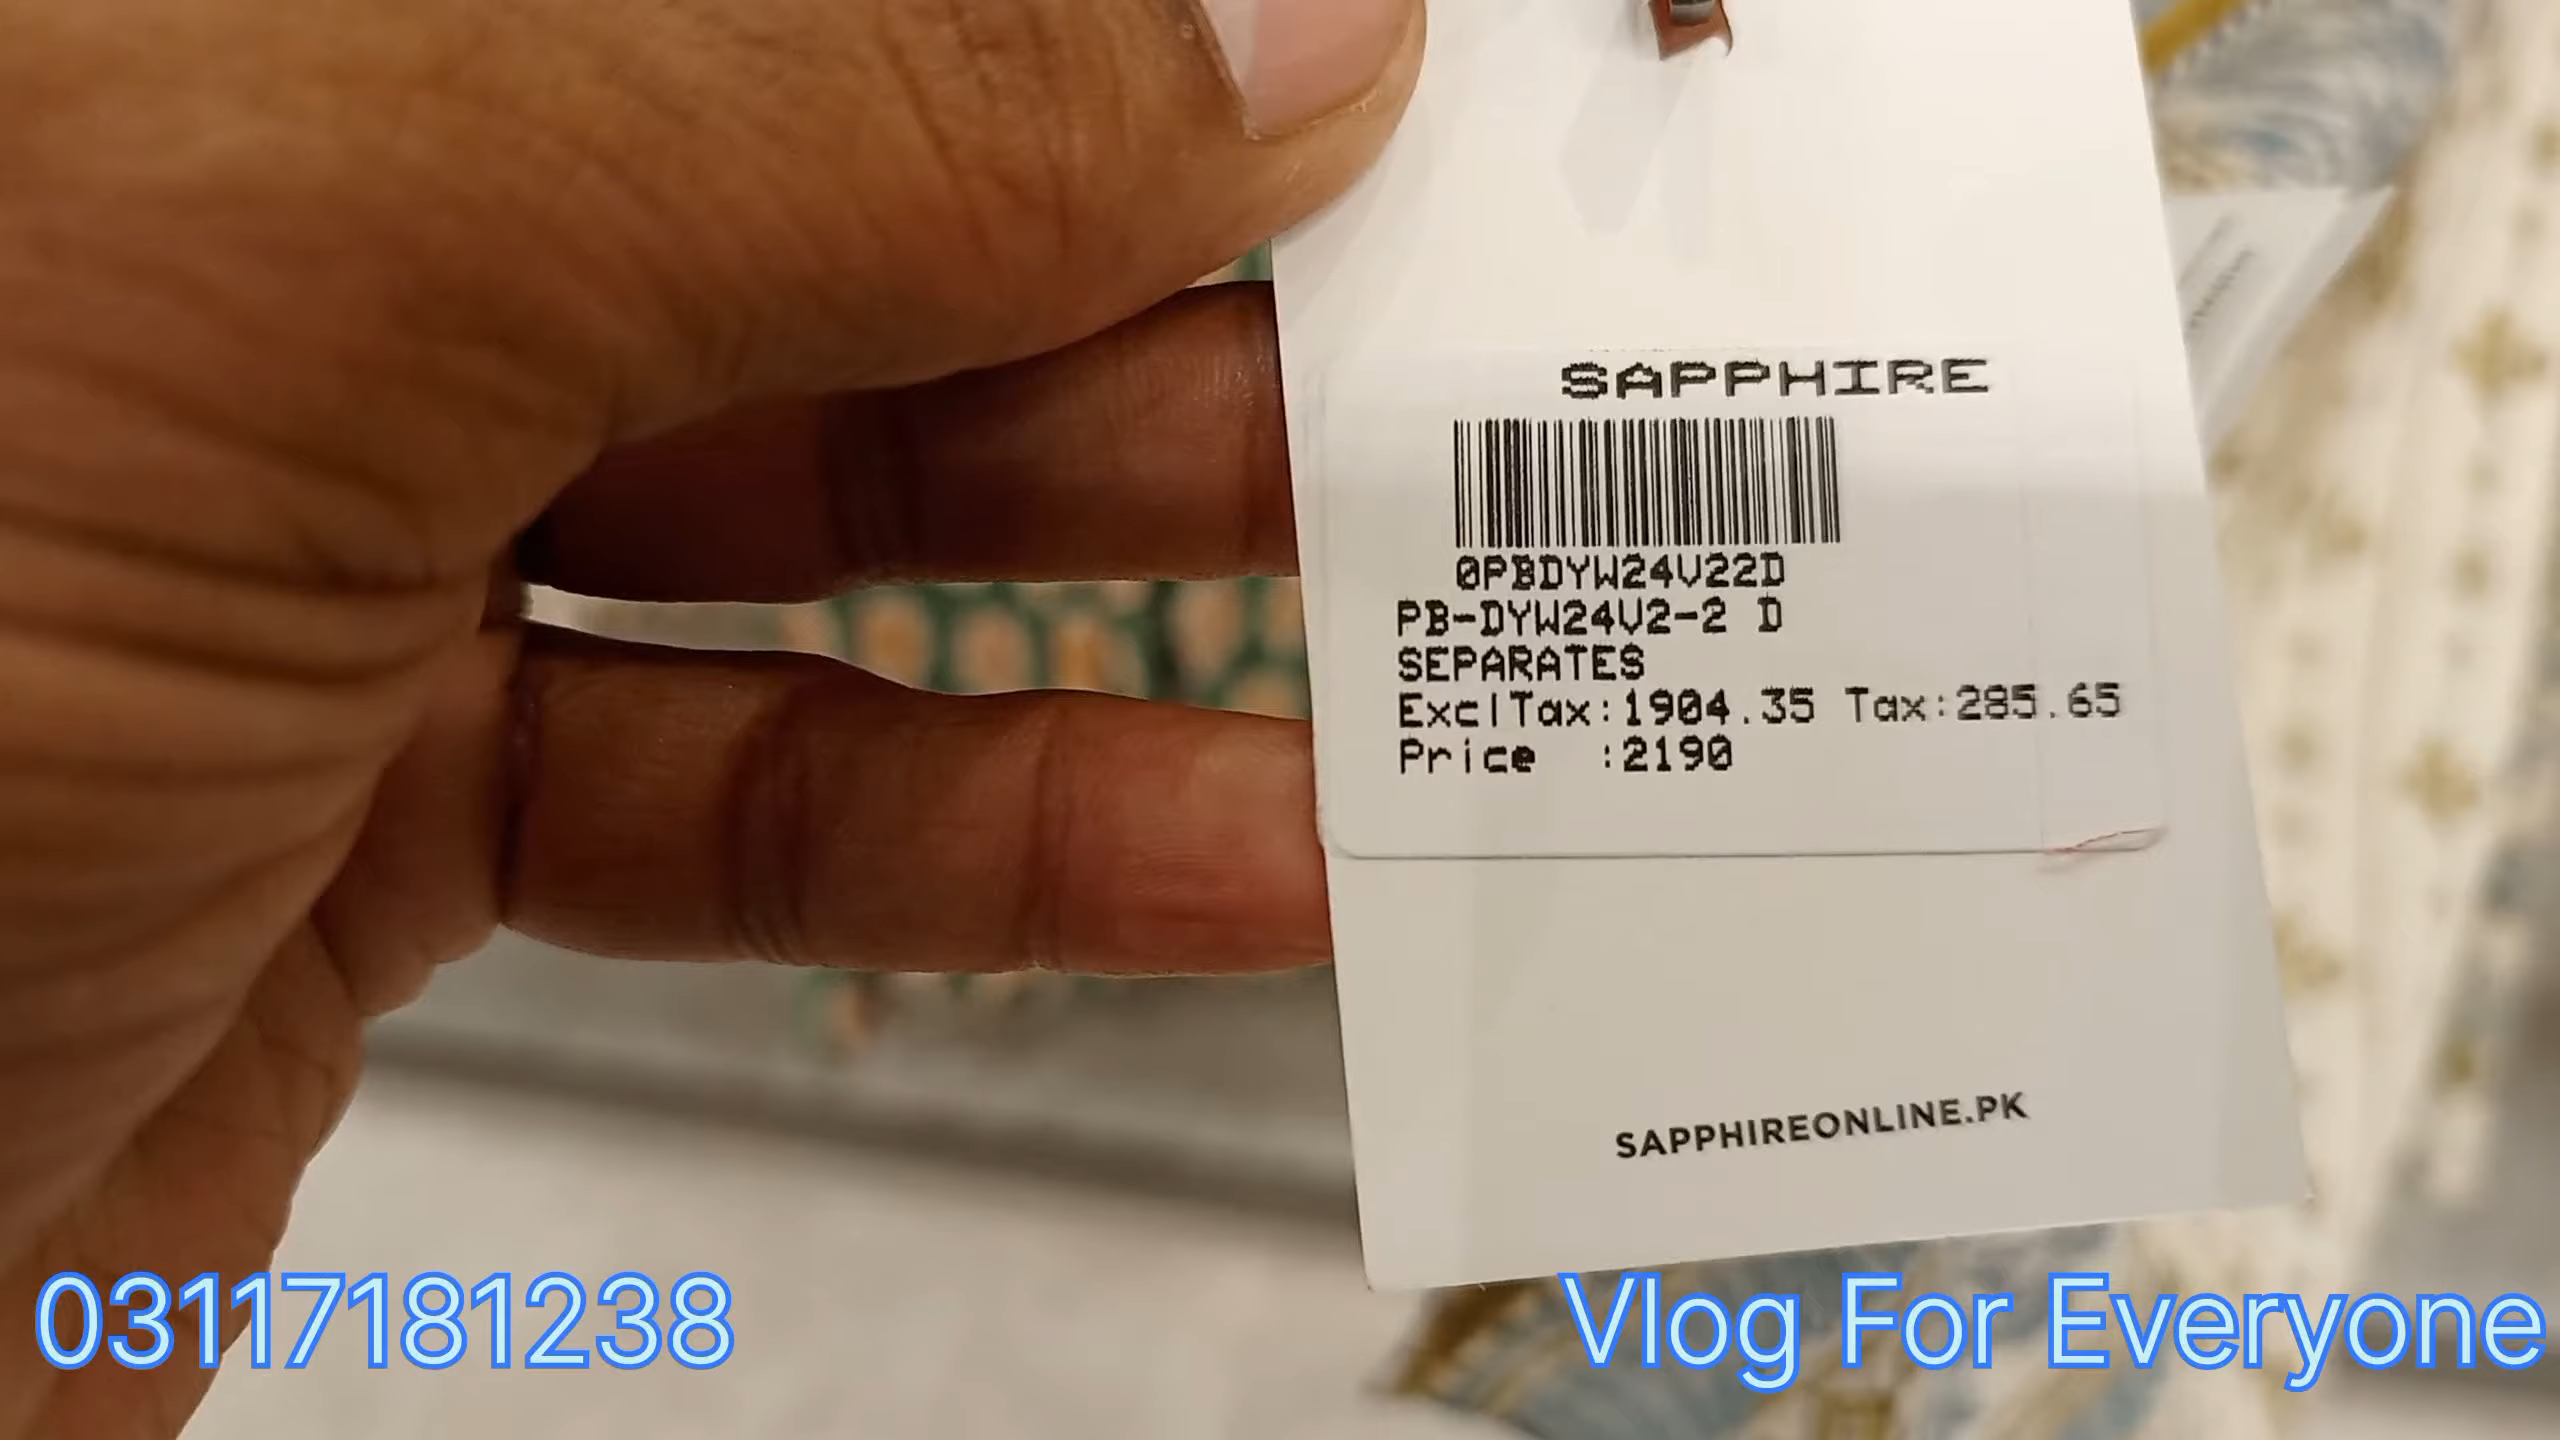 SAPPHIRE
0PBDYW24V22D
PB-DYW24V2-2 D
SEPARATES
ExclTax:1904.35 Tax:285.65
Price :2190
SAPPHIREONLINE.PK
03117181238
Vlog For Everyone